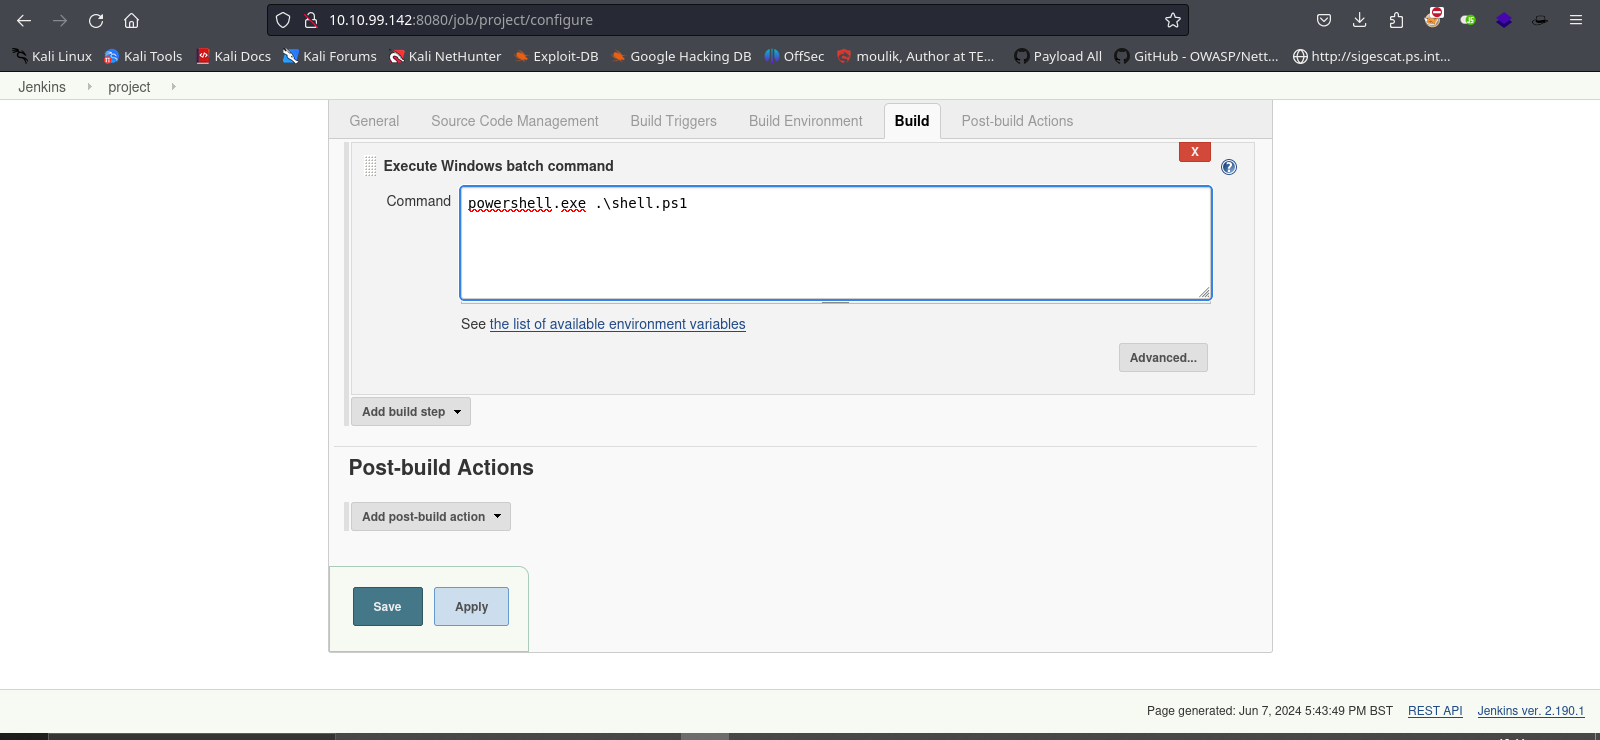 10.10.99.142:8080/job/project/configure
Kali Linux Kali Tools Kali Docs Kali Forums Kali NetHunter Exploit-DB Google Hacking DB OffSec moulik, Author at TE... Payload All GitHub - OWASP/Nett... http://sigescat.ps.int...
Jenkins project
General Source Code Management Build Triggers Build Environment Build Post-build Actions
Execute Windows batch command X ?
Command powershell.exe .\shell.ps1
See the list of available environment variables
Advanced...
Add build step
Post-build Actions
Add post-build action
Save Apply
Page generated: Jun 7, 2024 5:43:49 PM BST REST API Jenkins ver. 2.190.1